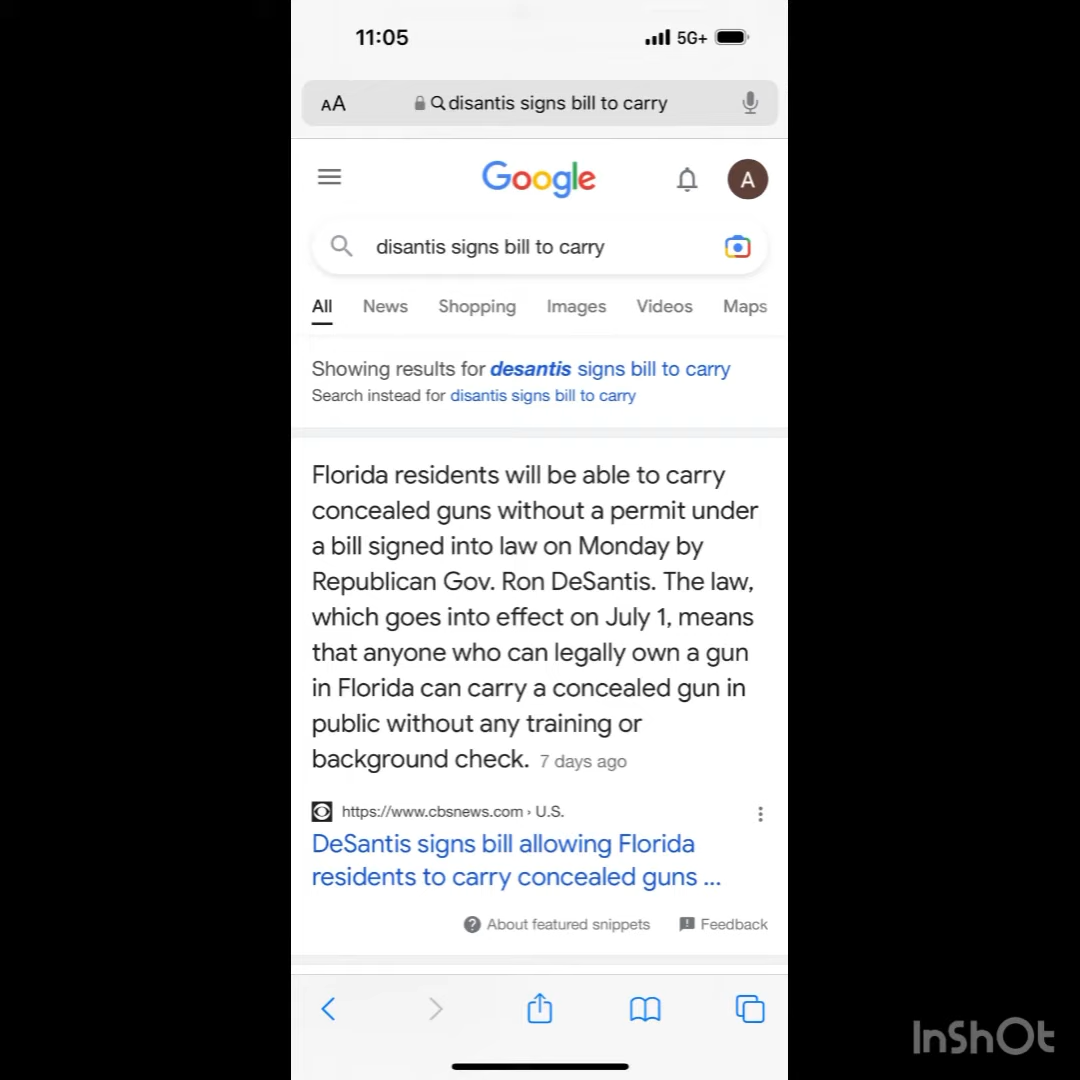 11:05
5G+
AA
disantis signs bill to carry
Google
A
disantis signs bill to carry
All News Shopping Images Videos Maps
Showing results for desantis signs bill to carry
Search instead for disantis signs bill to carry
Florida residents will be able to carry
concealed guns without a permit under
a bill signed into law on Monday by
Republican Gov. Ron DeSantis. The law,
which goes into effect on July 1, means
that anyone who can legally own a gun
in Florida can carry a concealed gun in
public without any training or
background check. 7 days ago
https://www.cbsnews.com › U.S.
DeSantis signs bill allowing Florida
residents to carry concealed guns ...
About featured snippets Feedback
InShOt